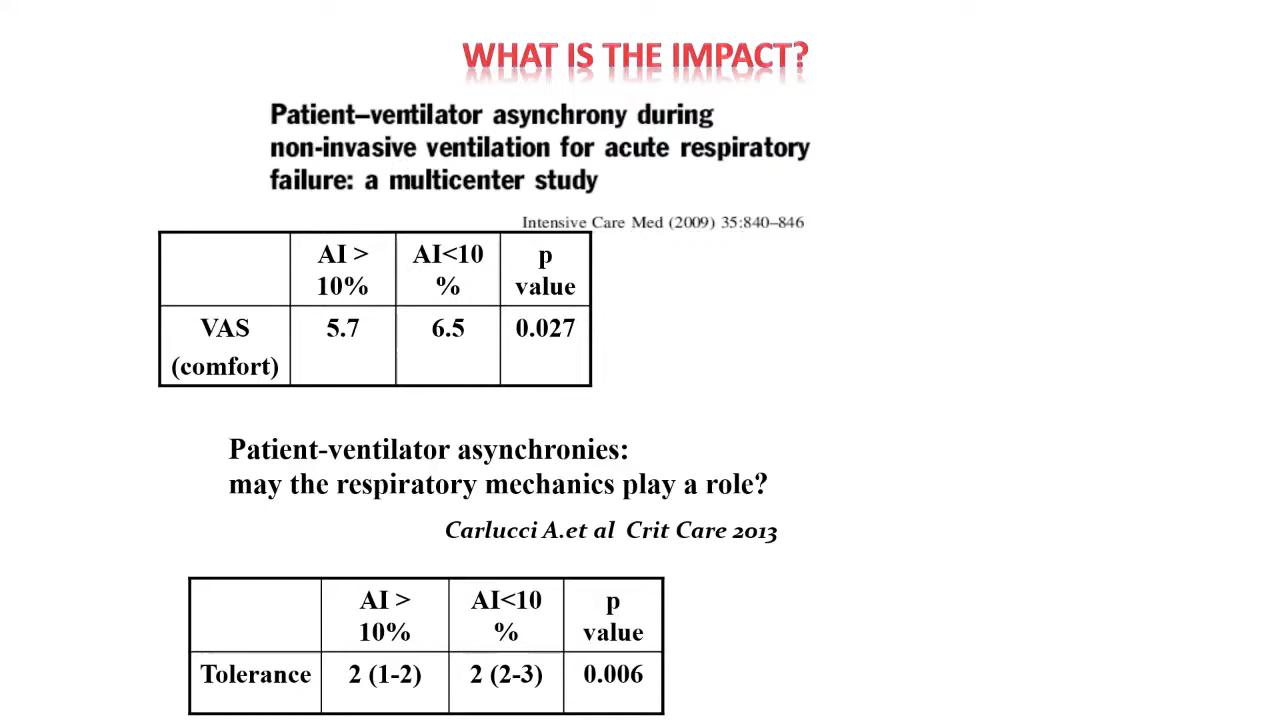 WHAT IS THE IMPACT?
Patient–ventilator asynchrony during
non-invasive ventilation for acute respiratory
failure: a multicenter study
Intensive Care Med (2009) 35:840–846
AI > AI<10 p
10% % value
VAS 5.7 6.5 0.027
(comfort)
Patient-ventilator asynchronies:
may the respiratory mechanics play a role?
Carlucci A.et al Crit Care 2013
AI > AI<10 p
10% % value
Tolerance 2 (1-2) 2 (2-3) 0.006